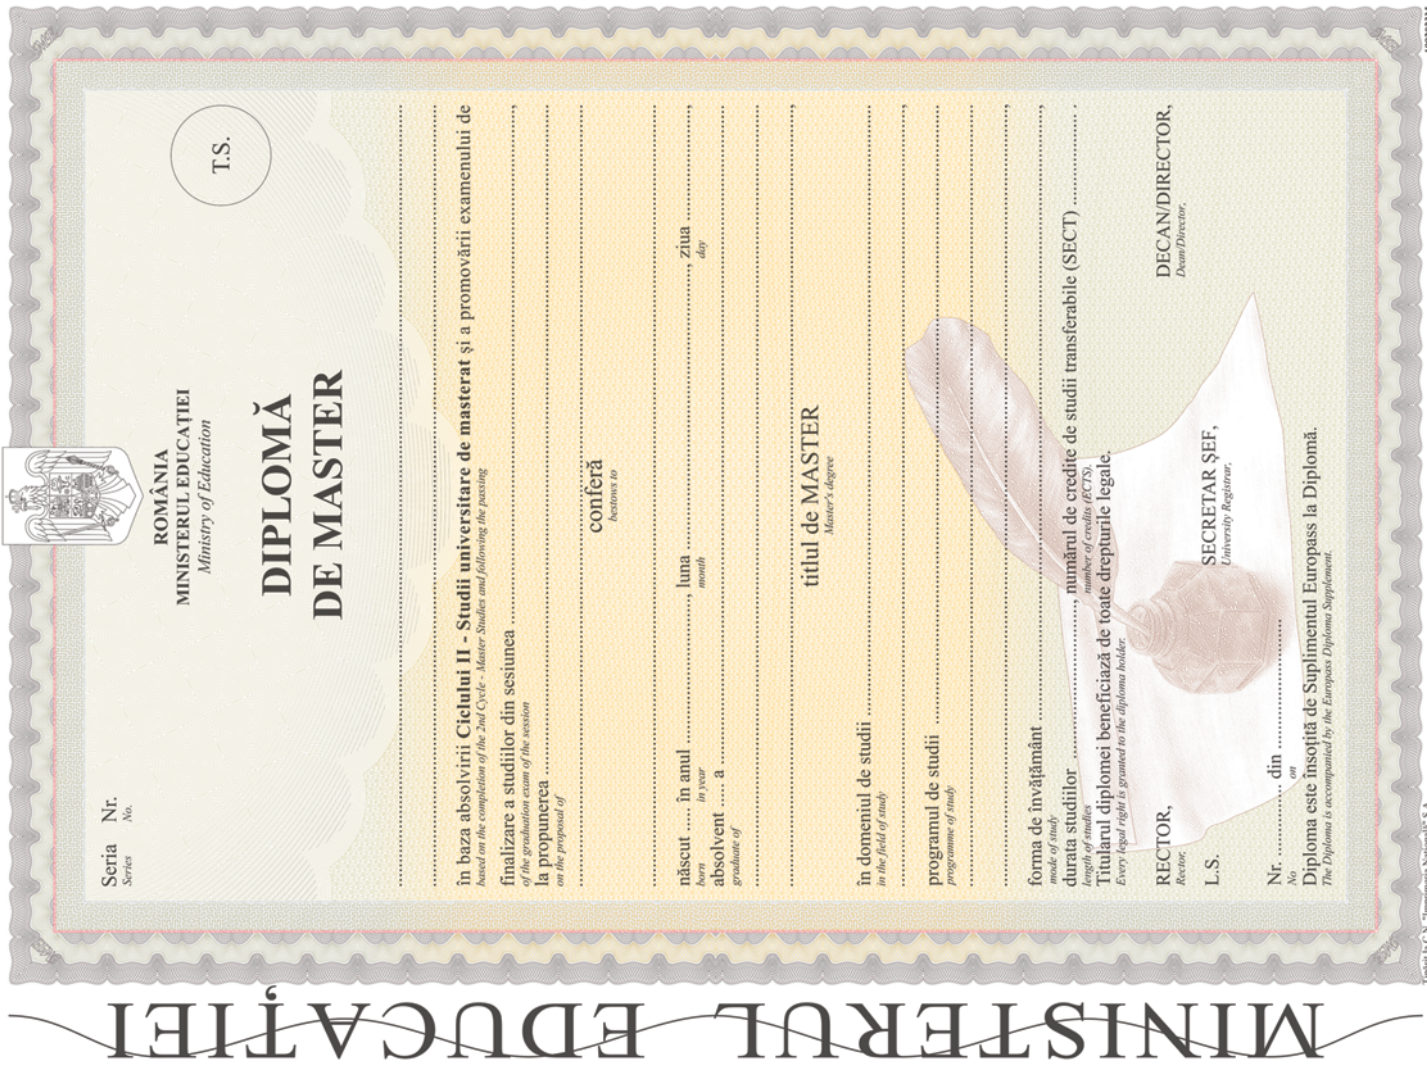 ROMÂNIA
MINISTERUL EDUCAȚIEI
Ministry of Education
Seria Nr.
Series No.
T.S.
DIPLOMĂ
DE MASTER
în baza absolvirii Ciclului II - Studii universitare de masterat și a promovării examenului de
based on the completion of the 2nd Cycle - Master Studies and following the passing
finalizare a studiilor din sesiunea ,
of the graduation exam of the session
la propunerea
on the proposal of
conferă
bestows to
născut ..... în anul , luna , ziua ,
born in year month day
absolvent ..... a
graduate of
titlul de MASTER
Master's degree
în domeniul de studii
in the field of study
programul de studii
programme of study
forma de învățământ ,
mode of study
durata studiilor , numărul de credite de studii transferabile (SECT) .
length of studies number of credits (ECTS).
Titularul diplomei beneficiază de toate drepturile legale.
Every legal right is granted to the diploma holder.
RECTOR, DECAN/DIRECTOR,
Rector, Dean/Director,
L.S. SECRETAR ȘEF,
University Registrar,
Nr. din
No on
Diploma este însoțită de Suplimentul Europass la Diplomă.
The Diploma is accompanied by the Europass Diploma Supplement.
MINISTERUL EDUCAȚIEI